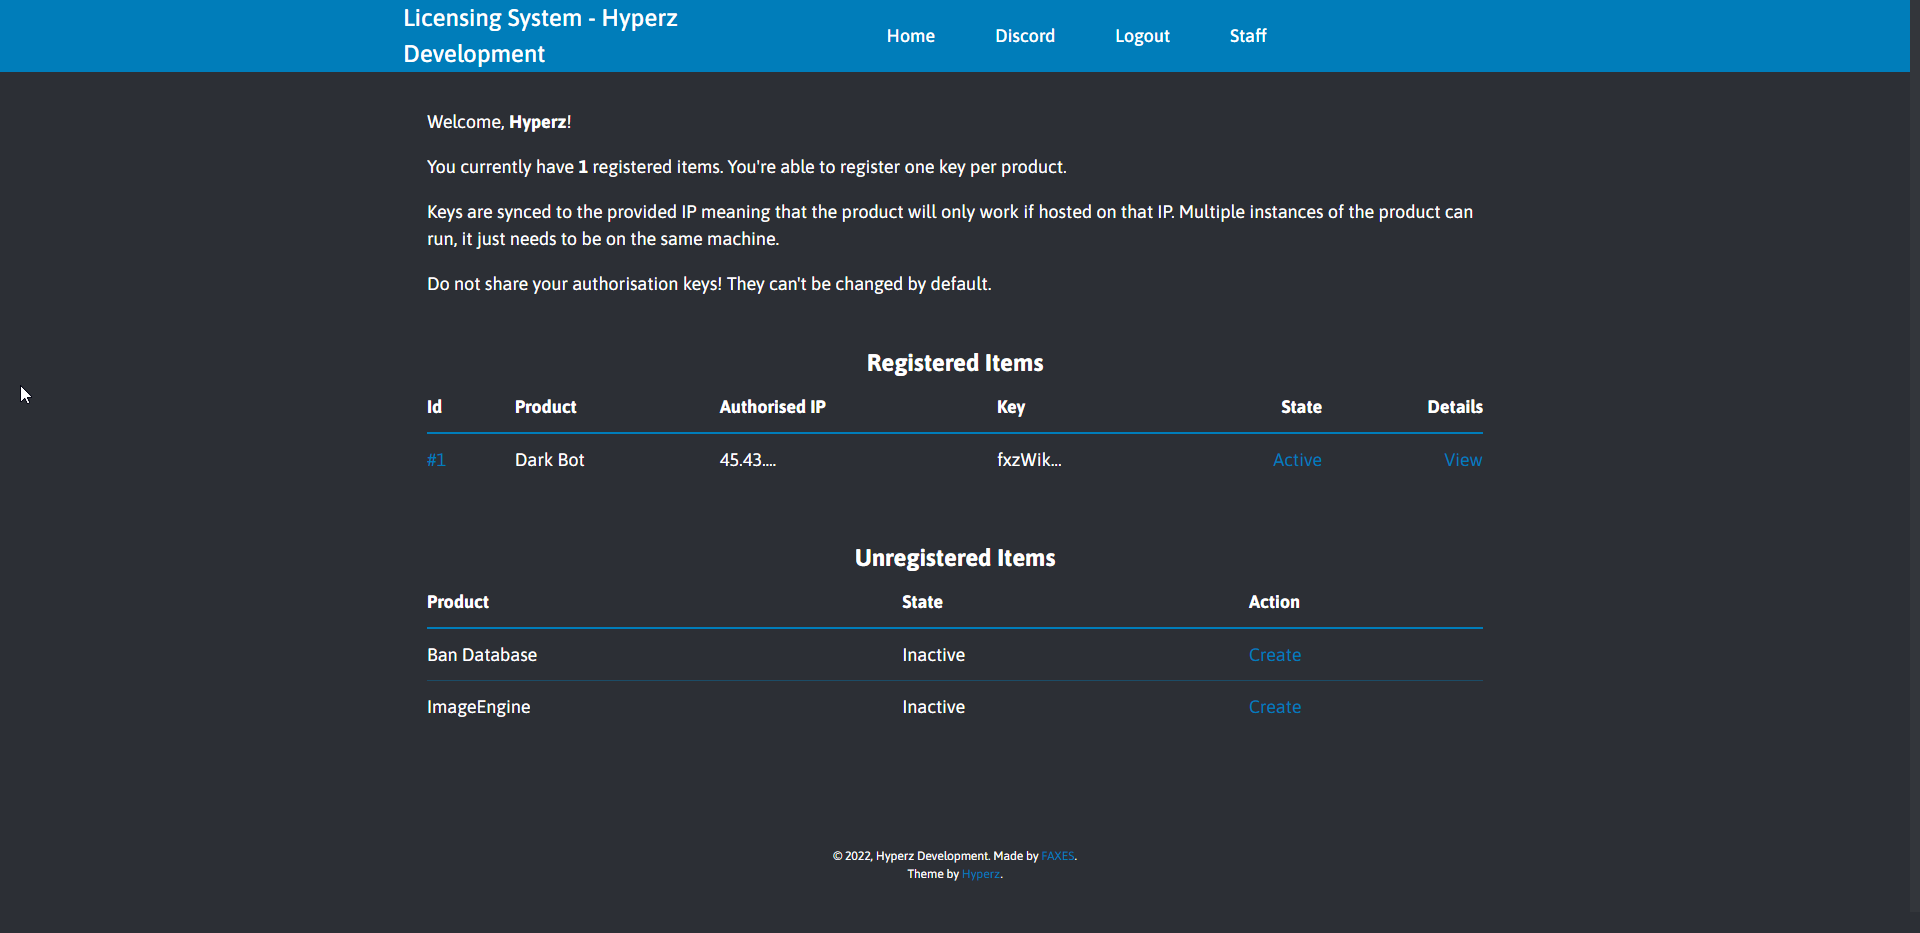 Licensing System - Hyperz
Development
Home Discord Logout Staff
Welcome, Hyperz!
You currently have 1 registered items. You're able to register one key per product.
Keys are synced to the provided IP meaning that the product will only work if hosted on that IP. Multiple instances of the product can
run, it just needs to be on the same machine.
Do not share your authorisation keys! They can't be changed by default.
Registered Items
Id Product Authorised IP Key State Details
#1 Dark Bot 45.43.... fxzWik... Active View
Unregistered Items
Product State Action
Ban Database Inactive Create
ImageEngine Inactive Create
© 2022, Hyperz Development. Made by FAXES.
Theme by Hyperz.